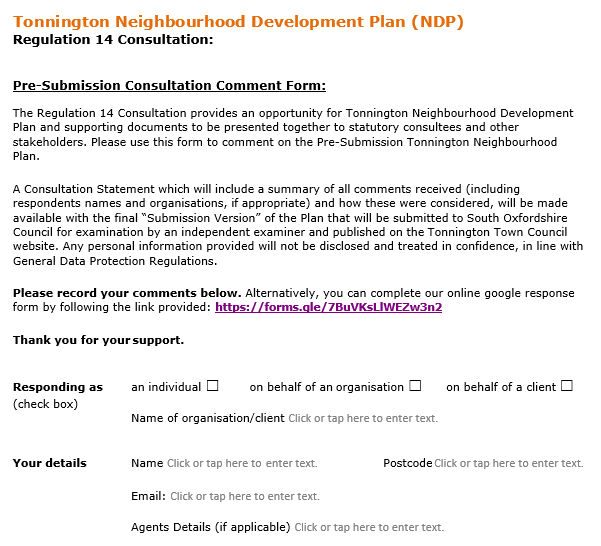 Tonnington Neighbourhood Development Plan (NDP)
Regulation 14 Consultation:
Pre-Submission Consultation Comment Form:
The Regulation 14 Consultation provides an opportunity for Tonnington Neighbourhood Development
Plan and supporting documents to be presented together to statutory consultees and other
stakeholders. Please use this form to comment on the Pre-Submission Tonnington Neighbourhood
Plan.
A Consultation Statement which will include a summary of all comments received (including
respondents names and organisations, if appropriate) and how these were considered, will be made
available with the final “Submission Version” of the Plan that will be submitted to South Oxfordshire
Council for examination by an independent examiner and published on the Tonnington Town Council
website. Any personal information provided will not be disclosed and treated in confidence, in line with
General Data Protection Regulations.
Please record your comments below. Alternatively, you can complete our online google response
form by following the link provided: https://forms.gle/7BuVKsLlWEZw3n2
Thank you for your support.
Responding as an individual ☐ on behalf of an organisation ☐ on behalf of a client ☐
(check box)
Name of organisation/client Click or tap here to enter text.
Your details Name Click or tap here to enter text. Postcode Click or tap here to enter text.
Email: Click or tap here to enter text.
Agents Details (if applicable) Click or tap here to enter text.